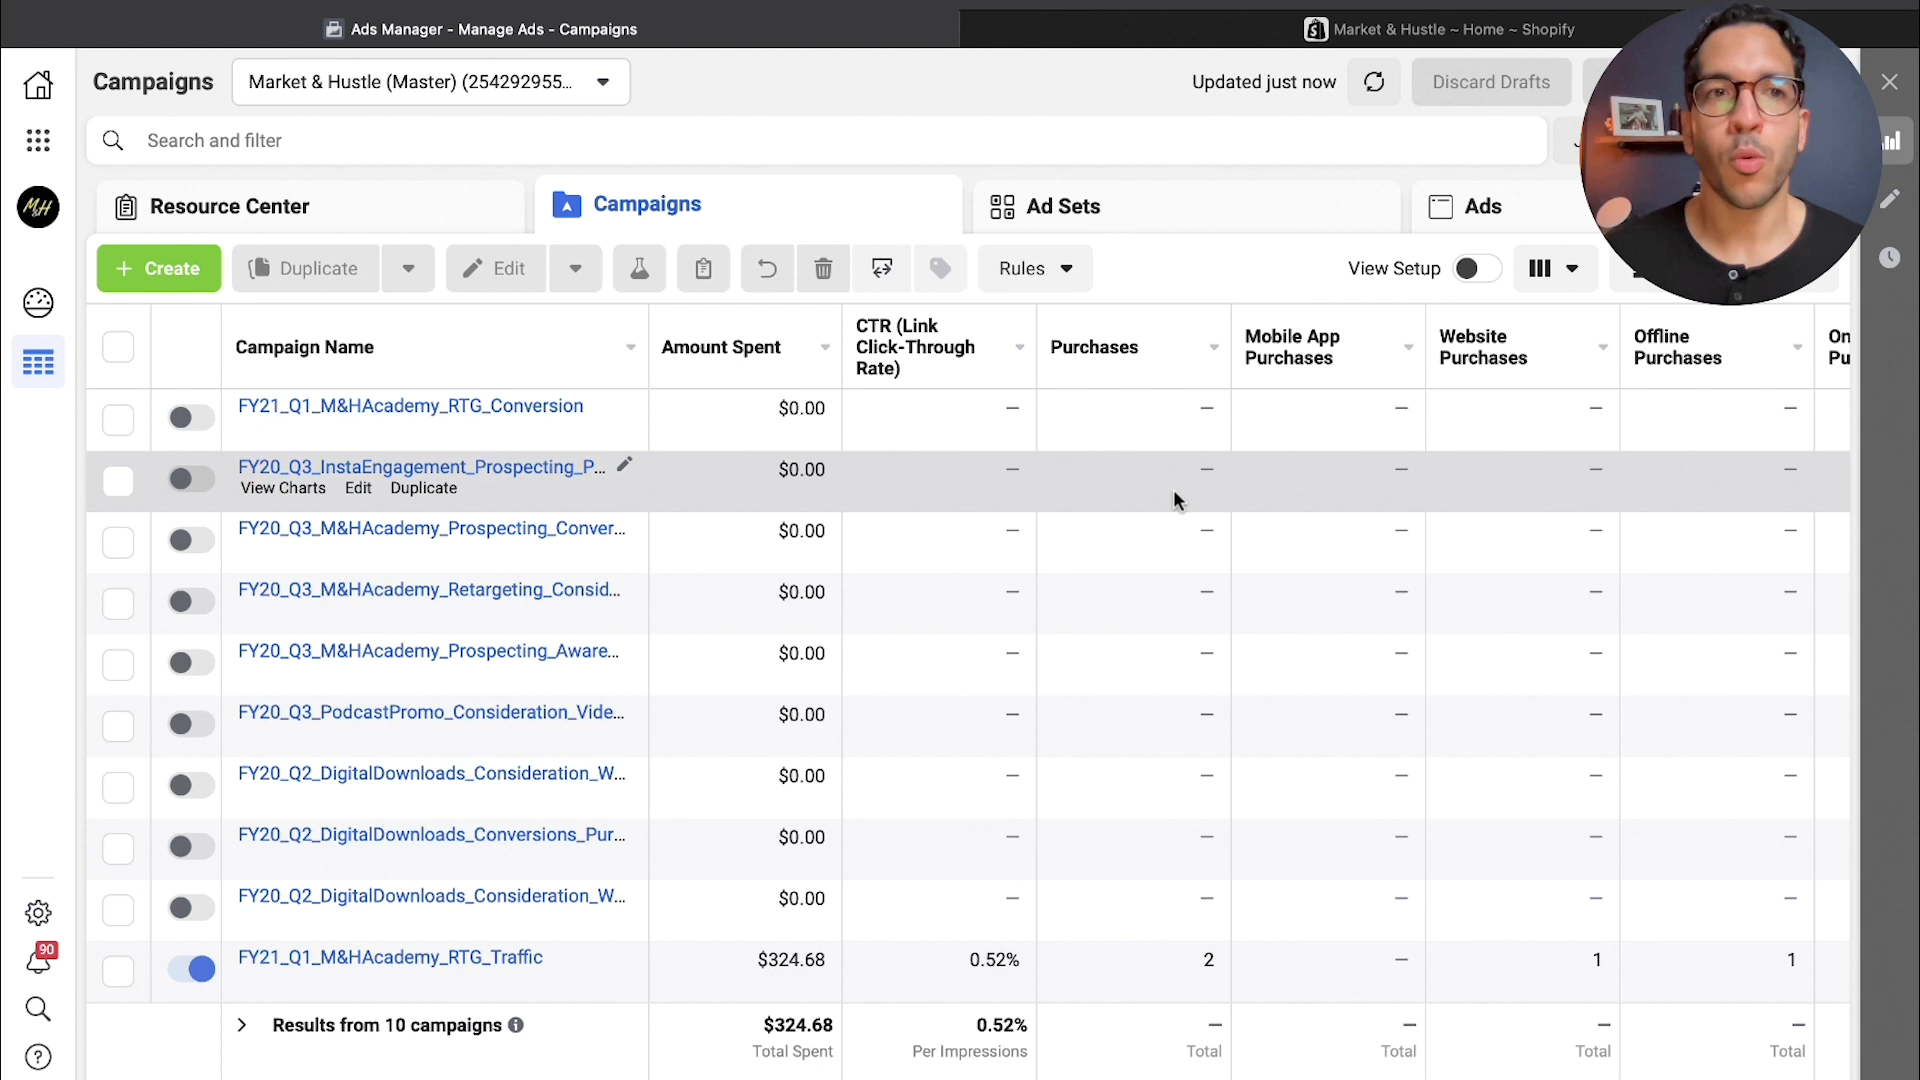 Ads Manager - Manage Ads - Campaigns
Market & Hustle ~ Home ~ Shopify
Campaigns
Market & Hustle (Master) (254292955...
Updated just now
Discard Drafts
Search and filter
M&H
Resource Center
Campaigns
Ad Sets
Ads
+ Create
Duplicate
Edit
Rules
View Setup
Campaign Name
Amount Spent
CTR (Link
Click-Through
Rate)
Purchases
Mobile App
Purchases
Website
Purchases
Offline
Purchases
On
Pu
FY21_Q1_M&HAcademy_RTG_Conversion
$0.00 — — — — —
FY20_Q3_InstaEngagement_Prospecting_P...
$0.00 — — — — —
View Charts Edit Duplicate
FY20_Q3_M&HAcademy_Prospecting_Conver...
$0.00 — — — — —
FY20_Q3_M&HAcademy_Retargeting_Consid...
$0.00 — — — — —
FY20_Q3_M&HAcademy_Prospecting_Aware...
$0.00 — — — — —
FY20_Q3_PodcastPromo_Consideration_Vide...
$0.00 — — — — —
FY20_Q2_DigitalDownloads_Consideration_W...
$0.00 — — — — —
FY20_Q2_DigitalDownloads_Conversions_Pur...
$0.00 — — — — —
FY20_Q2_DigitalDownloads_Consideration_W...
$0.00 — — — — —
FY21_Q1_M&HAcademy_RTG_Traffic
$324.68 0.52% 2 — 1 1
90
Results from 10 campaigns
$324.68 0.52% — — — —
Total Spent Per Impressions Total Total Total Total